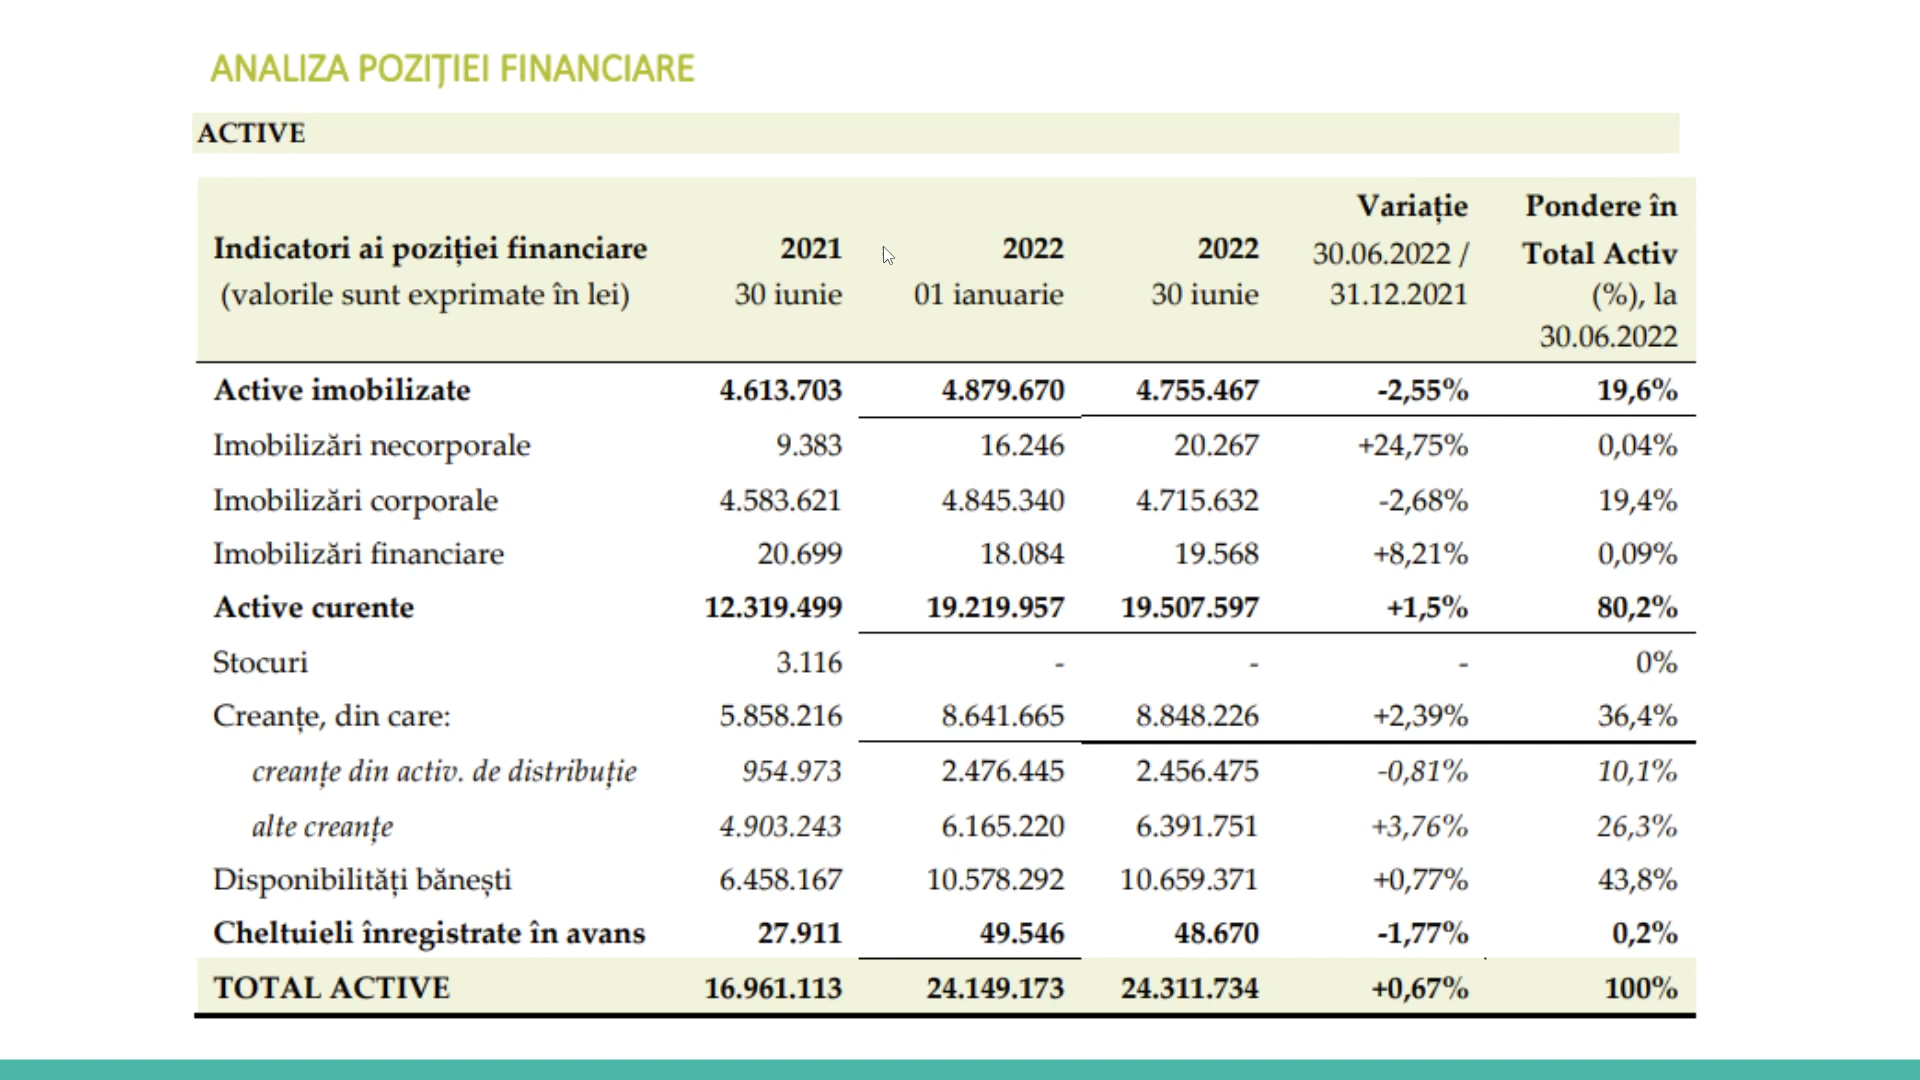 ANALIZA POZIȚIEI FINANCIARE
ACTIVE
Indicatori ai poziției financiare 2021 2022 2022 Variație Pondere în
(valorile sunt exprimate în lei) 30 iunie 01 ianuarie 30 iunie 30.06.2022 / Total Activ
31.12.2021 (%), la
30.06.2022
Active imobilizate 4.613.703 4.879.670 4.755.467 -2,55% 19,6%
Imobilizări necorporale 9.383 16.246 20.267 +24,75% 0,04%
Imobilizări corporale 4.583.621 4.845.340 4.715.632 -2,68% 19,4%
Imobilizări financiare 20.699 18.084 19.568 +8,21% 0,09%
Active curente 12.319.499 19.219.957 19.507.597 +1,5% 80,2%
Stocuri 3.116 - - - 0%
Creanțe, din care: 5.858.216 8.641.665 8.848.226 +2,39% 36,4%
creanțe din activ. de distribuție 954.973 2.476.445 2.456.475 -0,81% 10,1%
alte creanțe 4.903.243 6.165.220 6.391.751 +3,76% 26,3%
Disponibilități bănești 6.458.167 10.578.292 10.659.371 +0,77% 43,8%
Cheltuieli înregistrate în avans 27.911 49.546 48.670 -1,77% 0,2%
TOTAL ACTIVE 16.961.113 24.149.173 24.311.734 +0,67% 100%